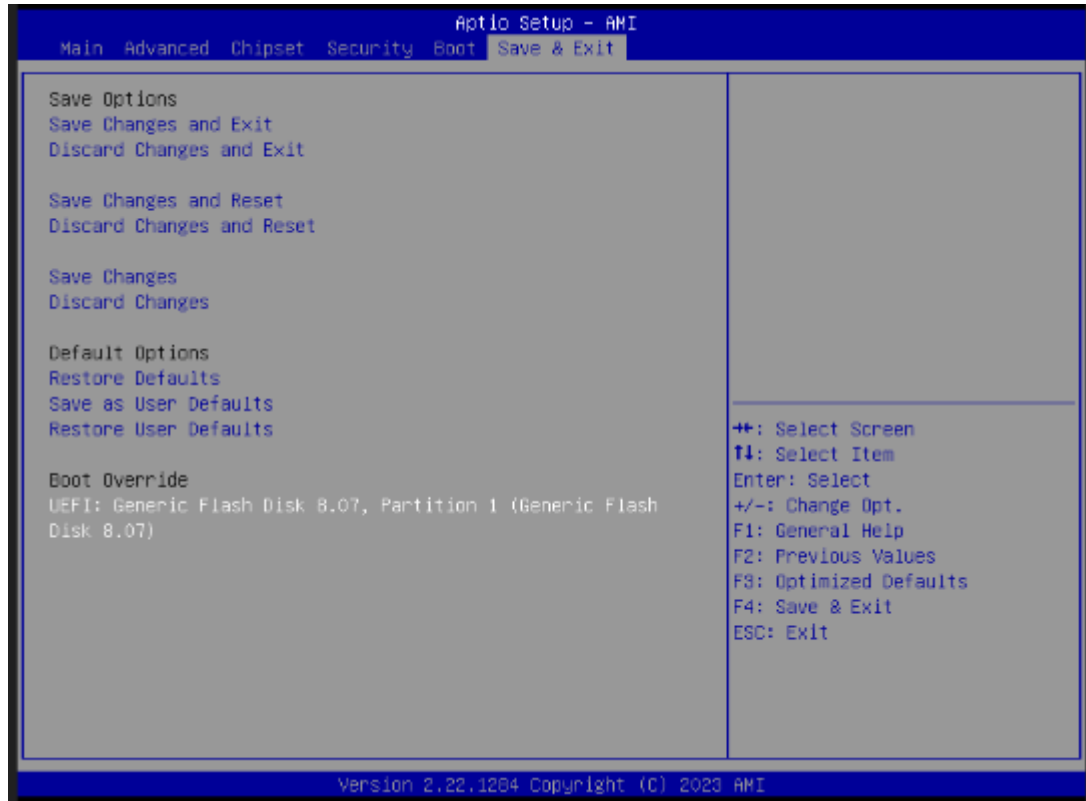 Aptio Setup - AMI
Main Advanced Chipset Security Boot Save & Exit
Save Options
Save Changes and Exit
Discard Changes and Exit
Save Changes and Reset
Discard Changes and Reset
Save Changes
Discard Changes
Default Options
Restore Defaults
Save as User Defaults
Restore User Defaults
Boot Override
UEFI: Generic Flash Disk 8.07, Partition 1 (Generic Flash
Disk 8.07)
→←: Select Screen
↑↓: Select Item
Enter: Select
+/-: Change Opt.
F1: General Help
F2: Previous Values
F3: Optimized Defaults
F4: Save & Exit
ESC: Exit
Version 2.22.1284 Copyright (C) 2023 AMI